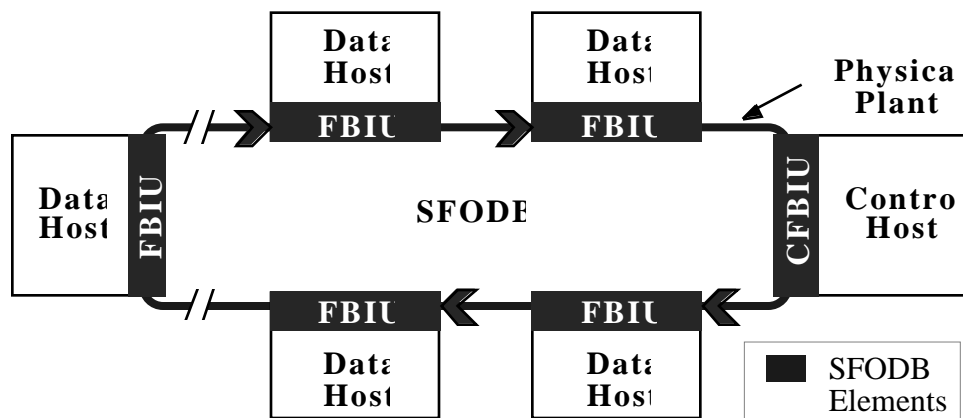 Data
Host
FBIU
Data
Host
FBIU
Physica
Plant
Data
Host
FBIU
SFODB
CFBIU
Contro
Host
FBIU
Data
Host
FBIU
Data
Host
SFODB
Elements